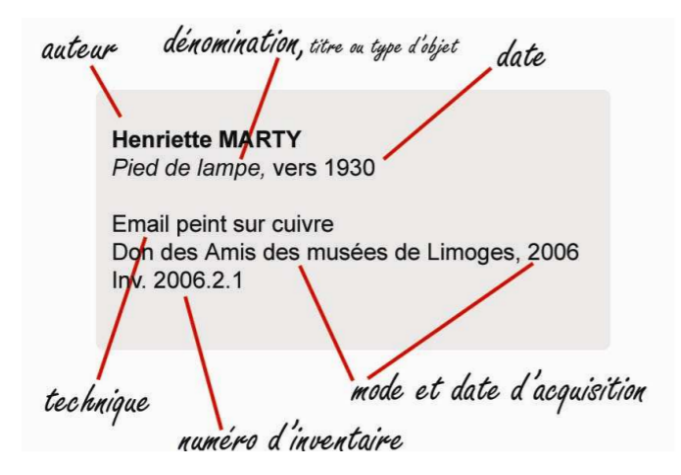 auteur
dénomination, titre ou type d'objet
date
Henriette MARTY
Pied de lampe, vers 1930
Email peint sur cuivre
Don des Amis des musées de Limoges, 2006
Inv. 2006.2.1
technique
mode et date d'acquisition
numéro d'inventaire